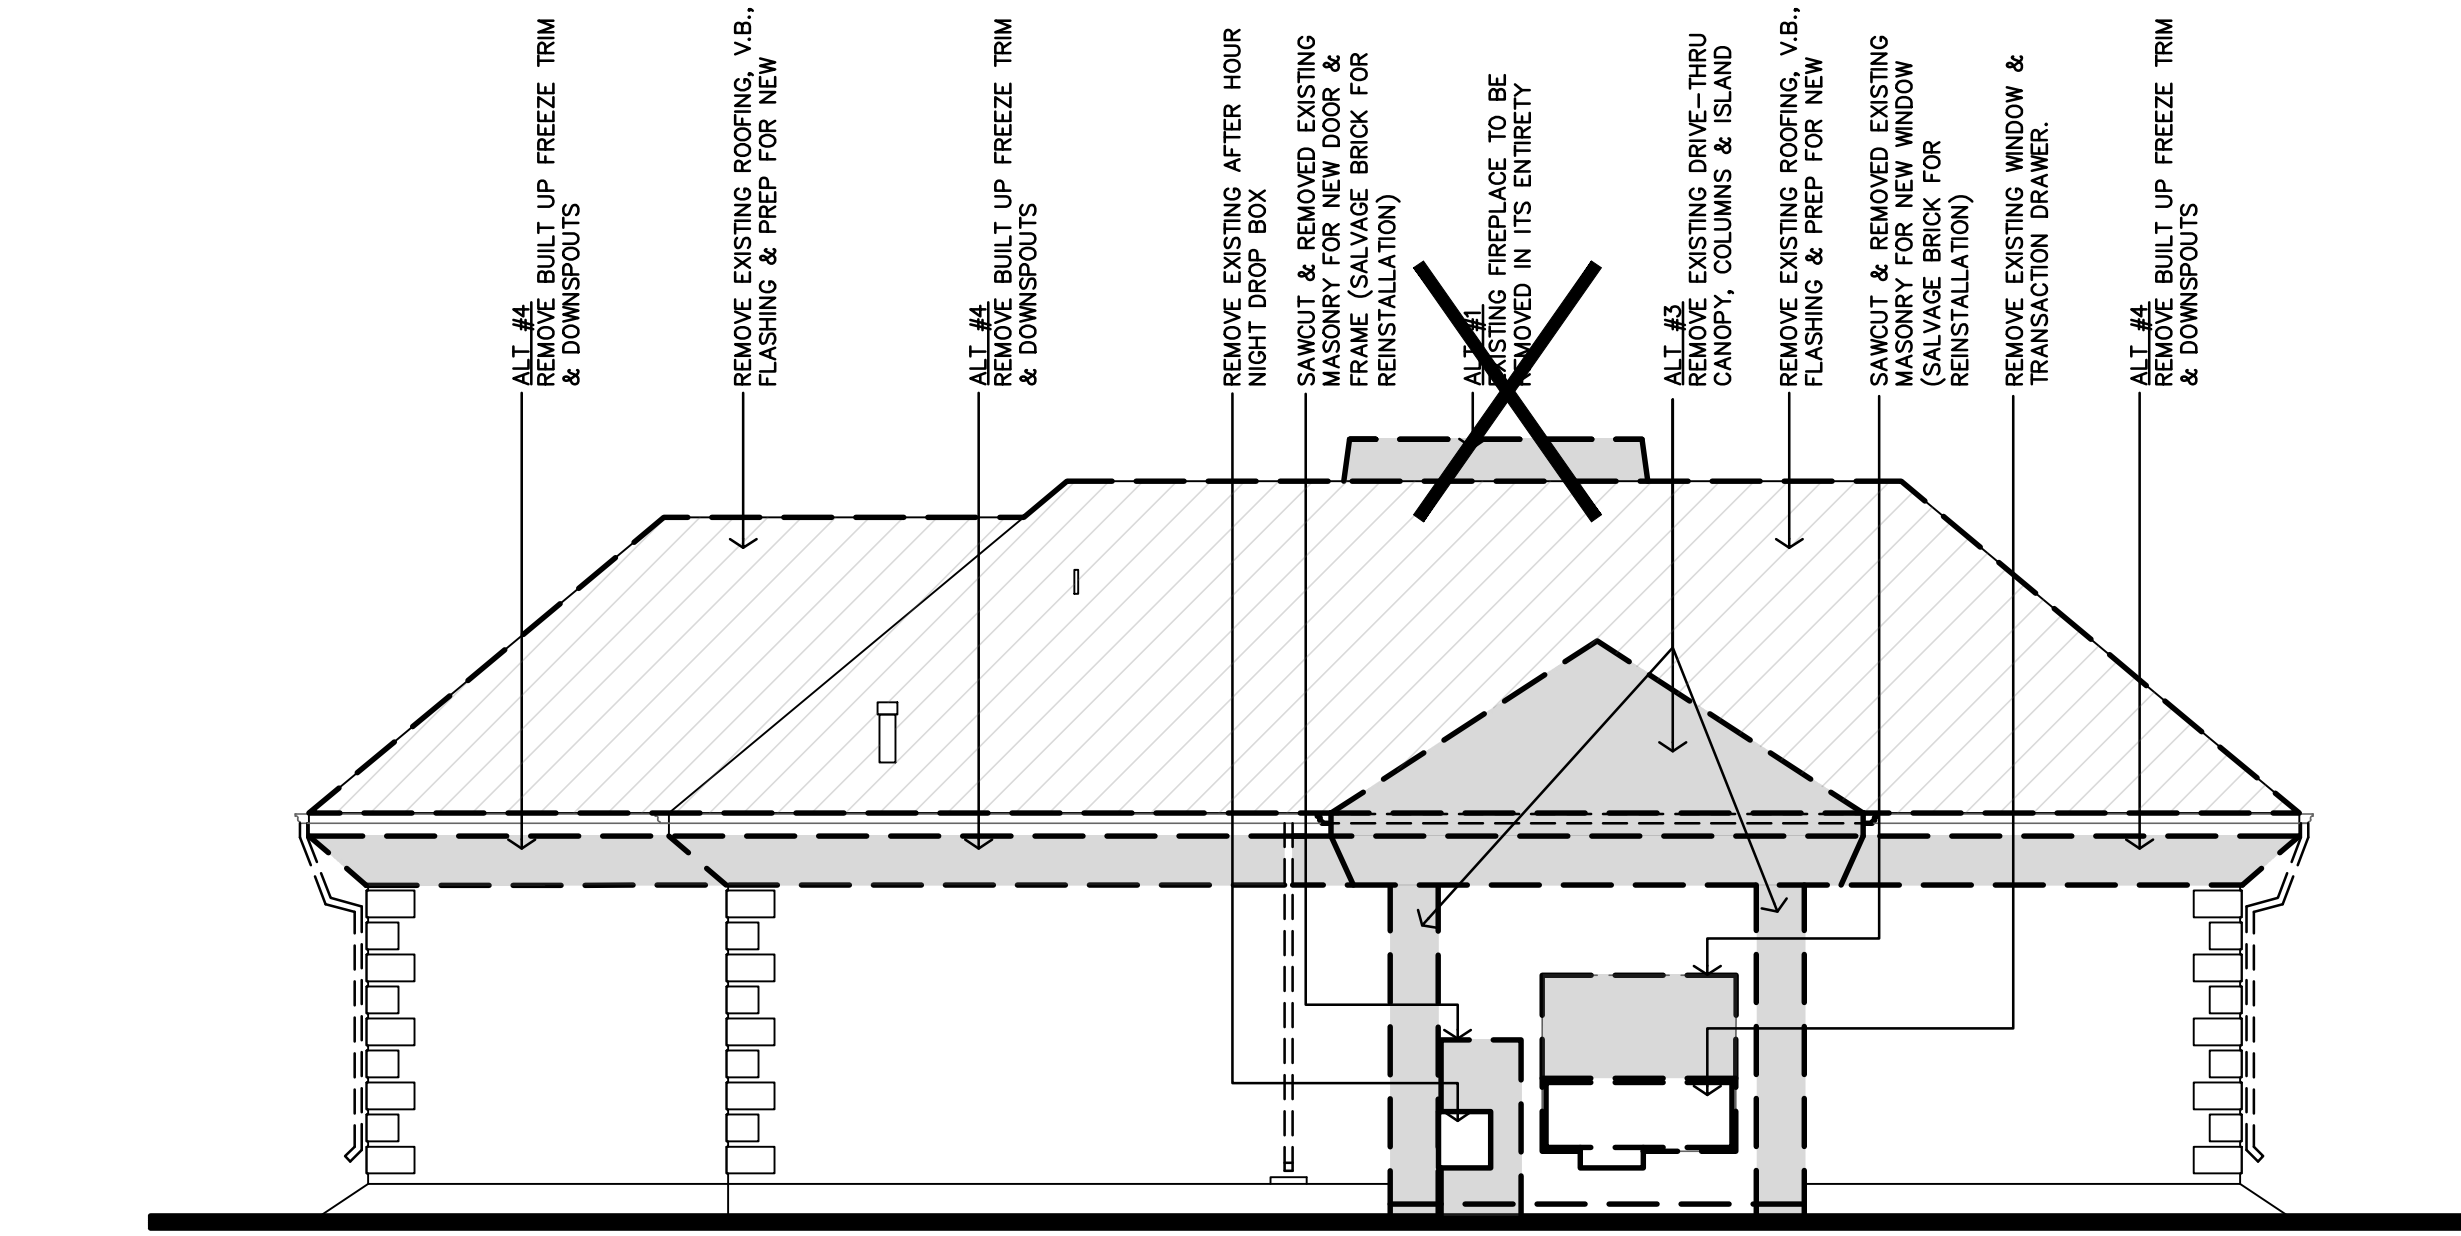 ALT #4
REMOVE BUILT UP FREEZE TRIM
& DOWNSPOUTS
REMOVE EXISTING ROOFING, V.B.,
FLASHING & PREP FOR NEW
ALT #4
REMOVE BUILT UP FREEZE TRIM
& DOWNSPOUTS
REMOVE EXISTING AFTER HOUR
NIGHT DROP BOX
SAWCUT & REMOVED EXISTING
MASONRY FOR NEW DOOR &
FRAME (SALVAGE BRICK FOR
REINSTALLATION)
ALT #1
EXISTING FIREPLACE TO BE
REMOVED IN ITS ENTIRETY
ALT #3
REMOVE EXISTING DRIVE-THRU
CANOPY, COLUMNS & ISLAND
REMOVE EXISTING ROOFING, V.B.,
FLASHING & PREP FOR NEW
SAWCUT & REMOVED EXISTING
MASONRY FOR NEW WINDOW
(SALVAGE BRICK FOR
REINSTALLATION)
REMOVE EXISTING WINDOW &
TRANSACTION DRAWER.
ALT #4
REMOVE BUILT UP FREEZE TRIM
& DOWNSPOUTS